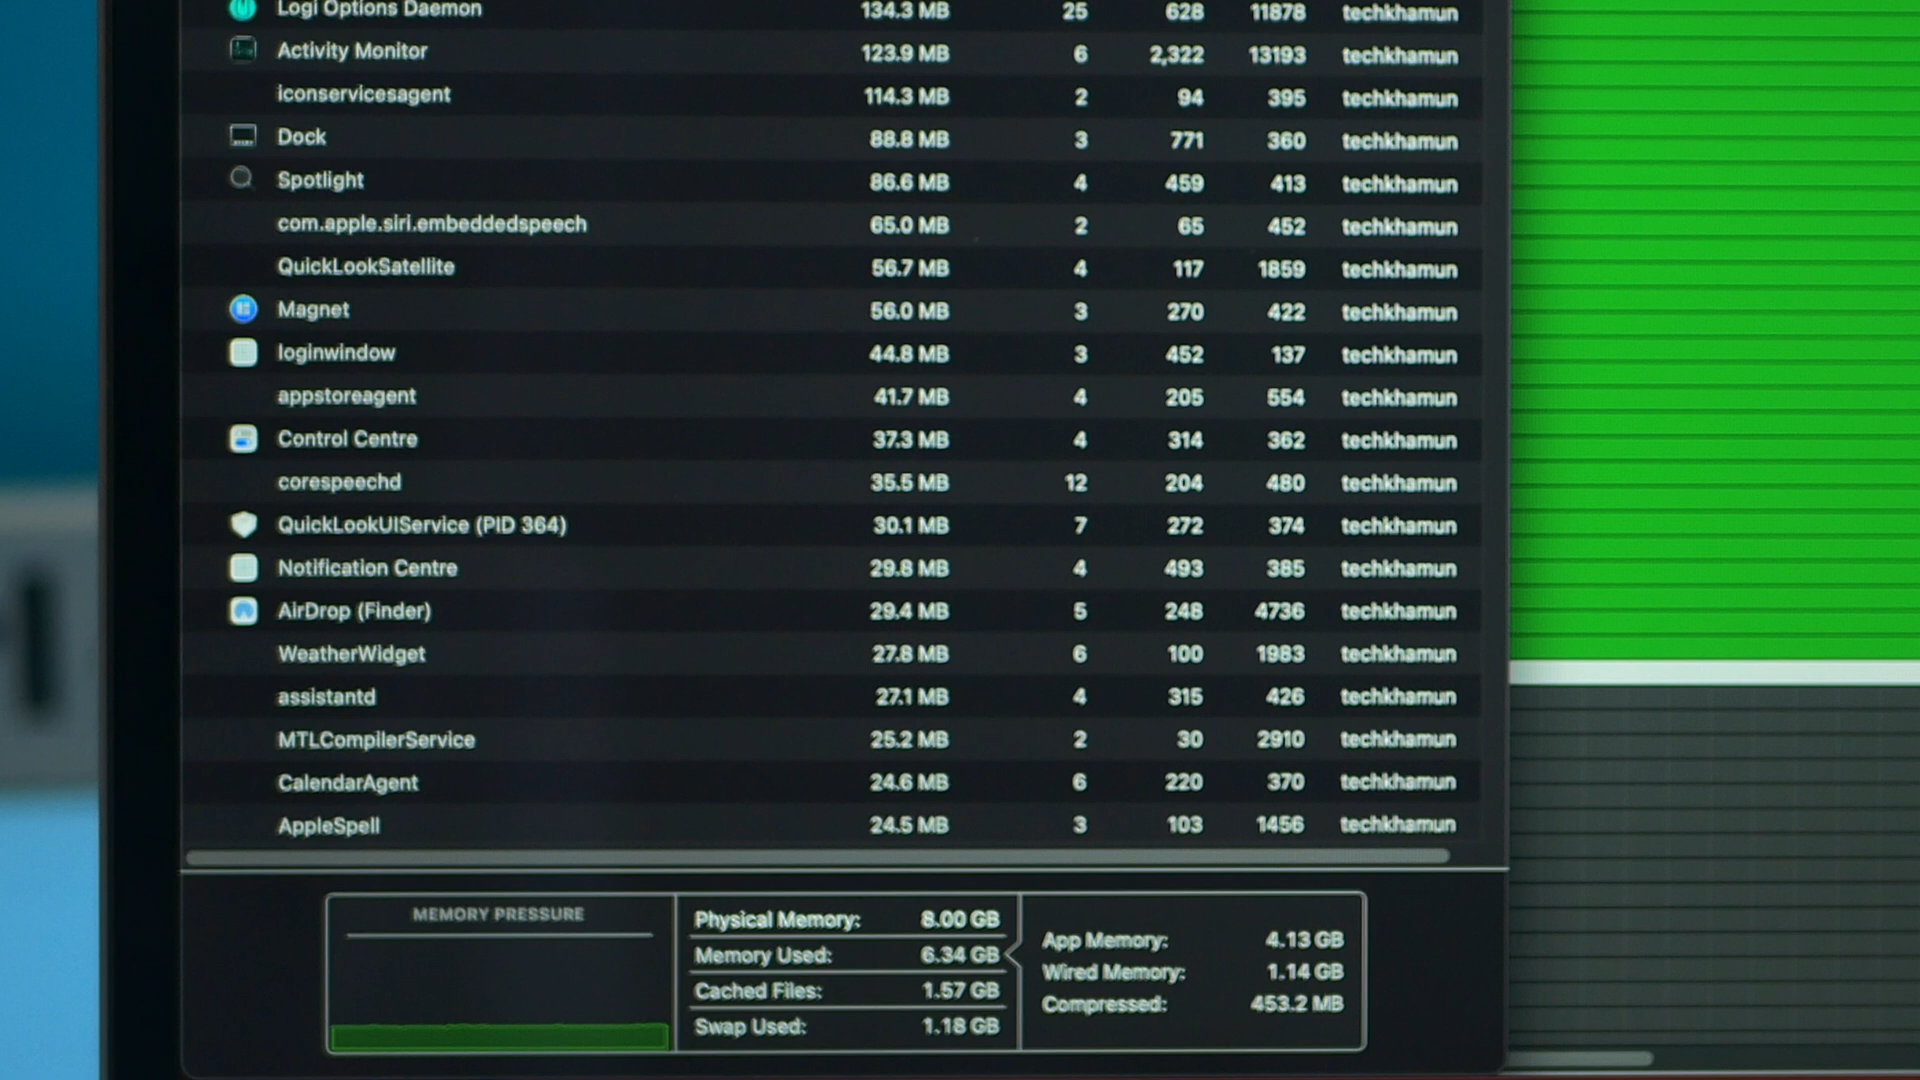 Logi Options Daemon 134.3 MB 25 628 11878 techkhamun
Activity Monitor 123.9 MB 6 2,322 13193 techkhamun
iconservicesagent 114.3 MB 2 94 395 techkhamun
Dock 88.8 MB 3 771 360 techkhamun
Spotlight 86.6 MB 4 459 413 techkhamun
com.apple.siri.embeddedspeech 65.0 MB 2 65 452 techkhamun
QuickLookSatellite 56.7 MB 4 117 1859 techkhamun
Magnet 56.0 MB 3 270 422 techkhamun
loginwindow 44.8 MB 3 452 137 techkhamun
appstoreagent 41.7 MB 4 205 554 techkhamun
Control Centre 37.3 MB 4 314 362 techkhamun
corespeechd 35.5 MB 12 204 480 techkhamun
QuickLookUIService (PID 364) 30.1 MB 7 272 374 techkhamun
Notification Centre 29.8 MB 4 493 385 techkhamun
AirDrop (Finder) 29.4 MB 5 248 4736 techkhamun
WeatherWidget 27.8 MB 6 100 1983 techkhamun
assistantd 27.1 MB 4 315 426 techkhamun
MTLCompilerService 25.2 MB 2 30 2910 techkhamun
CalendarAgent 24.6 MB 6 220 370 techkhamun
AppleSpell 24.5 MB 3 103 1456 techkhamun
MEMORY PRESSURE
Physical Memory: 8.00 GB
Memory Used: 6.34 GB
Cached Files: 1.57 GB
Swap Used: 1.18 GB
App Memory: 4.13 GB
Wired Memory: 1.14 GB
Compressed: 453.2 MB